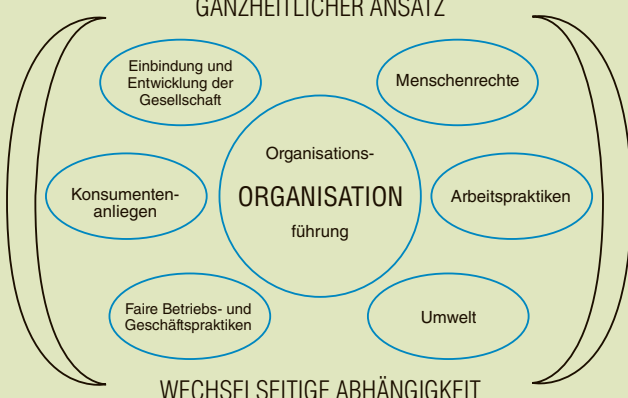 GANZHEITLICHER ANSATZ
Einbindung und
Entwicklung der
Gesellschaft
Menschenrechte
Konsumenten-
anliegen
Organisations-
ORGANISATION
führung
Arbeitspraktiken
Faire Betriebs- und
Geschäftspraktiken
Umwelt
WECHSELSEITIGE ABHÄNGIGKEIT